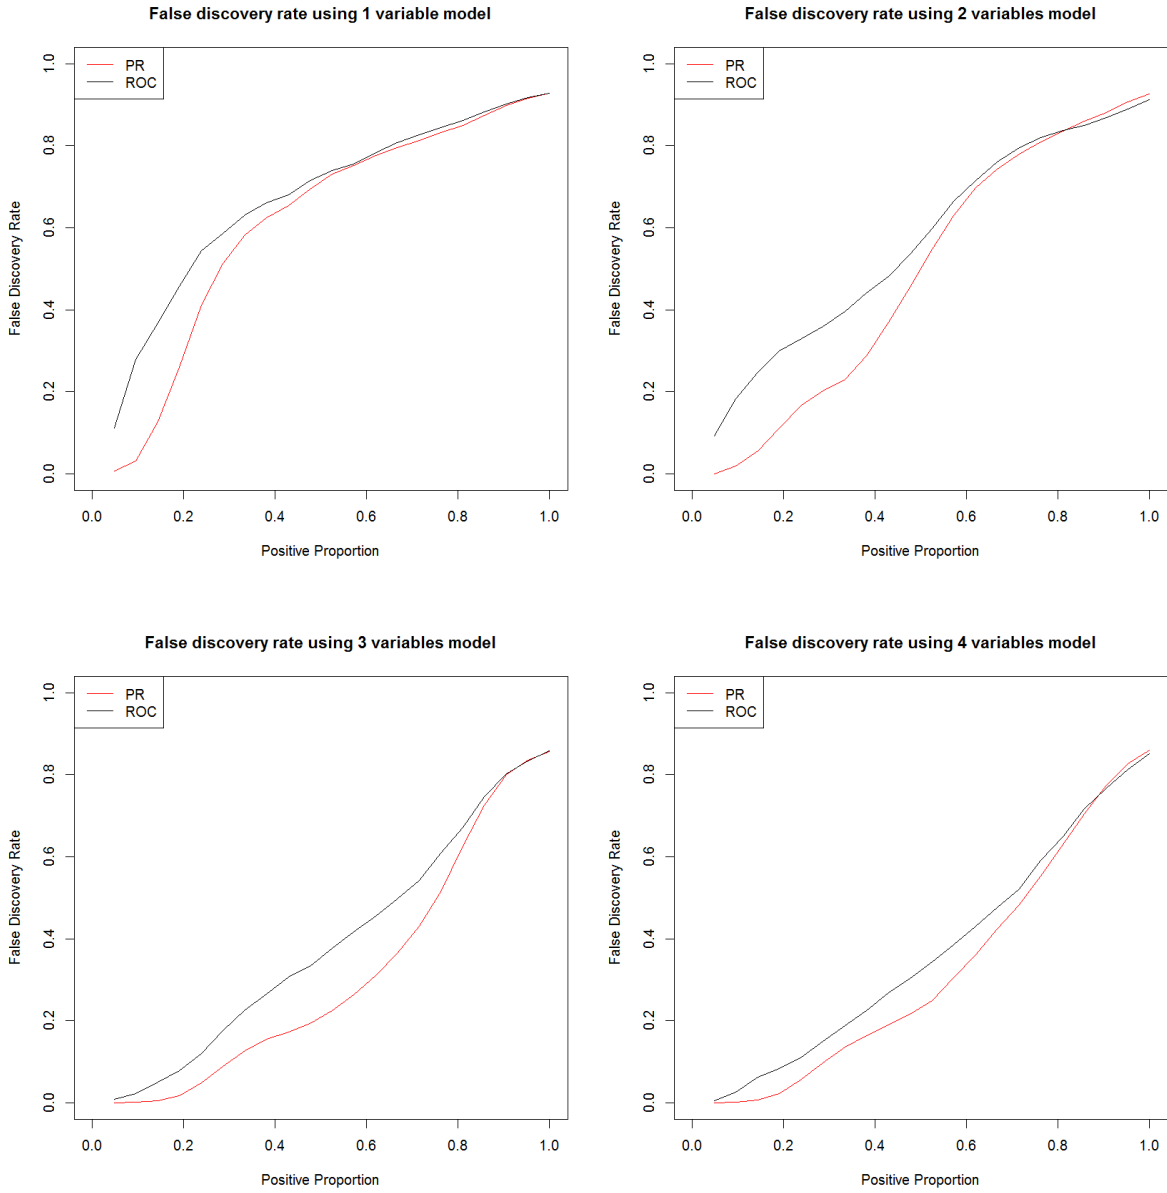 False discovery rate using 1 variable model
PR
ROC
False Discovery Rate
0.0 0.2 0.4 0.6 0.8 1.0
0.0 0.2 0.4 0.6 0.8 1.0
Positive Proportion
False discovery rate using 2 variables model
PR
ROC
False Discovery Rate
0.0 0.2 0.4 0.6 0.8 1.0
0.0 0.2 0.4 0.6 0.8 1.0
Positive Proportion
False discovery rate using 3 variables model
PR
ROC
False Discovery Rate
0.0 0.2 0.4 0.6 0.8 1.0
0.0 0.2 0.4 0.6 0.8 1.0
Positive Proportion
False discovery rate using 4 variables model
PR
ROC
False Discovery Rate
0.0 0.2 0.4 0.6 0.8 1.0
0.0 0.2 0.4 0.6 0.8 1.0
Positive Proportion